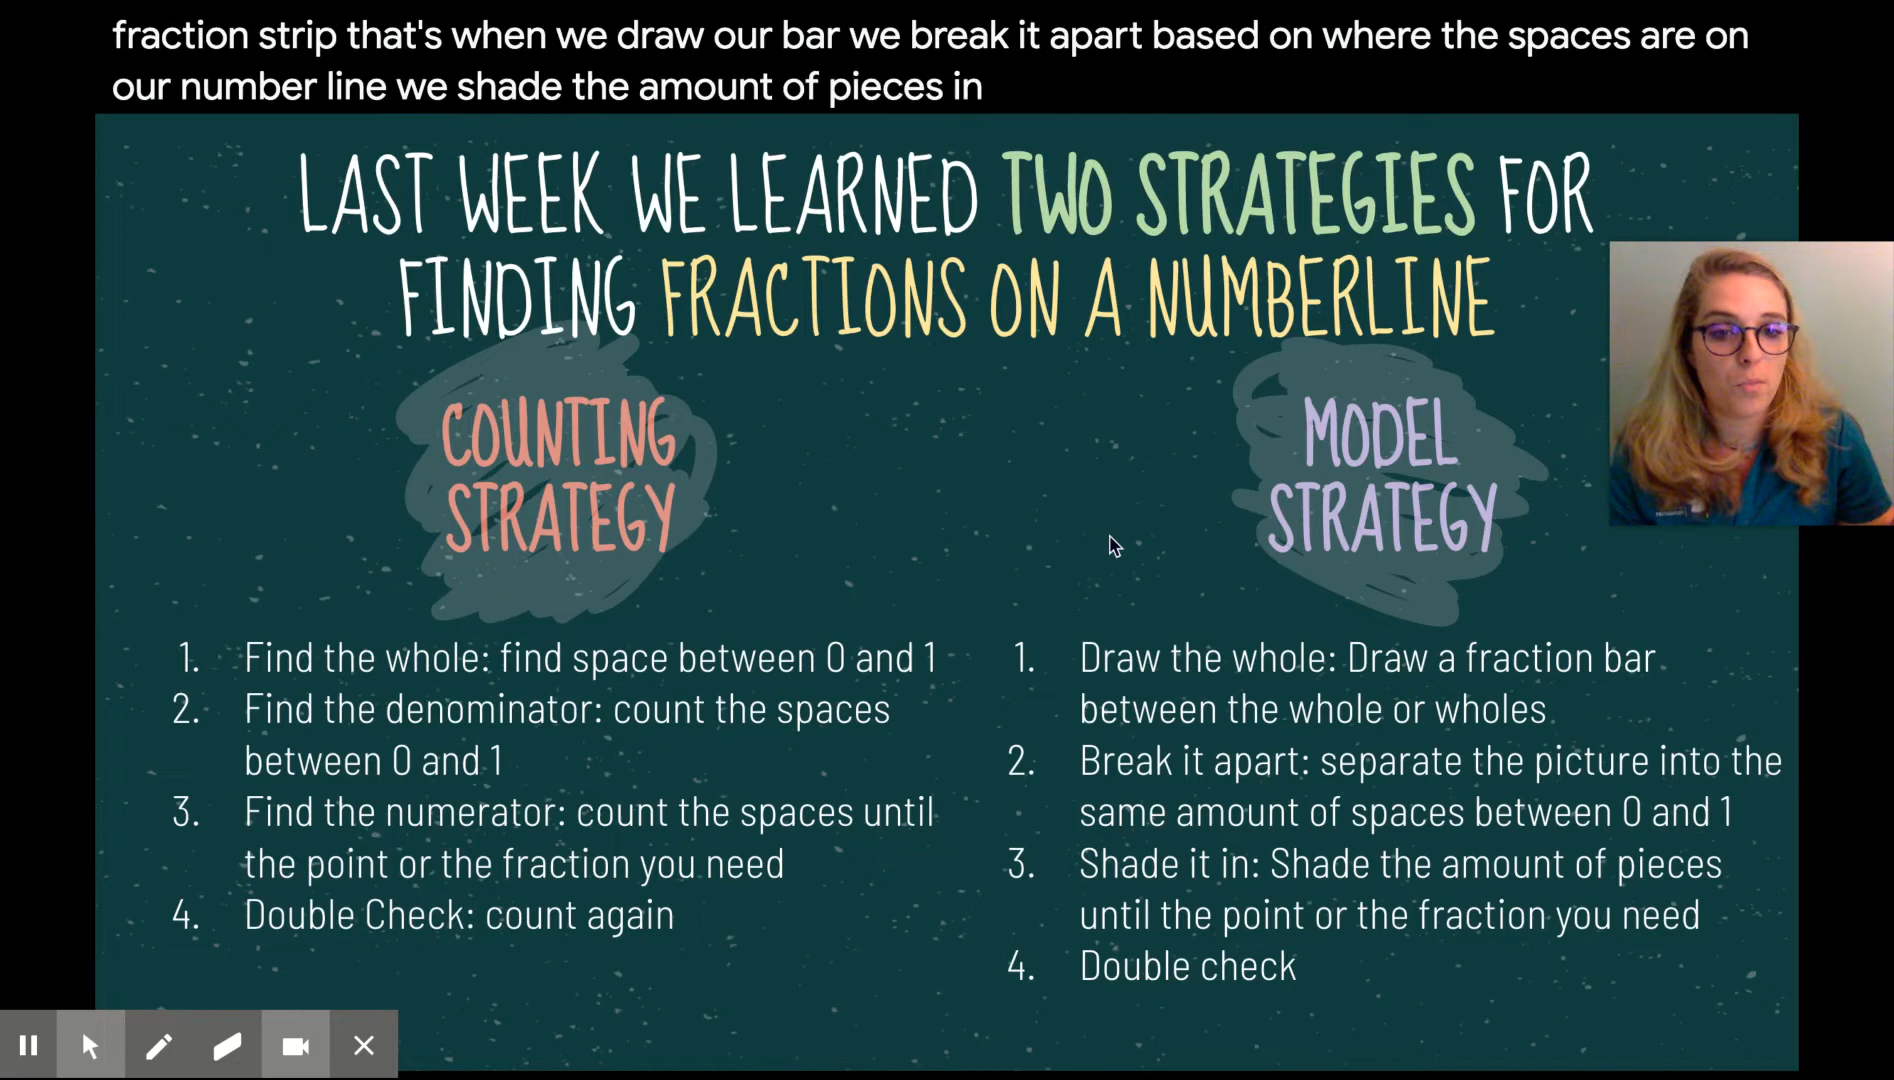 fraction strip that's when we draw our bar we break it apart based on where the spaces are on
our number line we shade the amount of pieces in
LAST WEEK WE LEARNED TWO STRATEGIES FOR
FINDING FRACTIONS ON A NUMBERLINE
COUNTING
STRATEGY
1. Find the whole: find space between 0 and 1
2. Find the denominator: count the spaces
between 0 and 1
3. Find the numerator: count the spaces until
the point or the fraction you need
4. Double Check: count again
MODEL
STRATEGY
1. Draw the whole: Draw a fraction bar
between the whole or wholes
2. Break it apart: separate the picture into the
same amount of spaces between 0 and 1
3. Shade it in: Shade the amount of pieces
until the point or the fraction you need
4. Double check